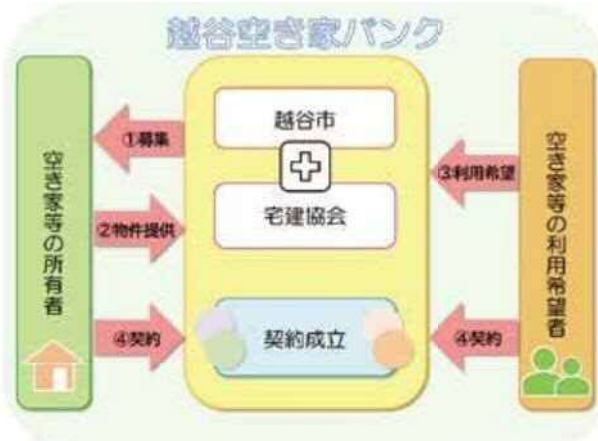 越谷空き家バンク
空き家等の所有者
①募集
②物件提供
④契約
越谷市
宅建協会
契約成立
③利用希望
④契約
空き家等の利用希望者